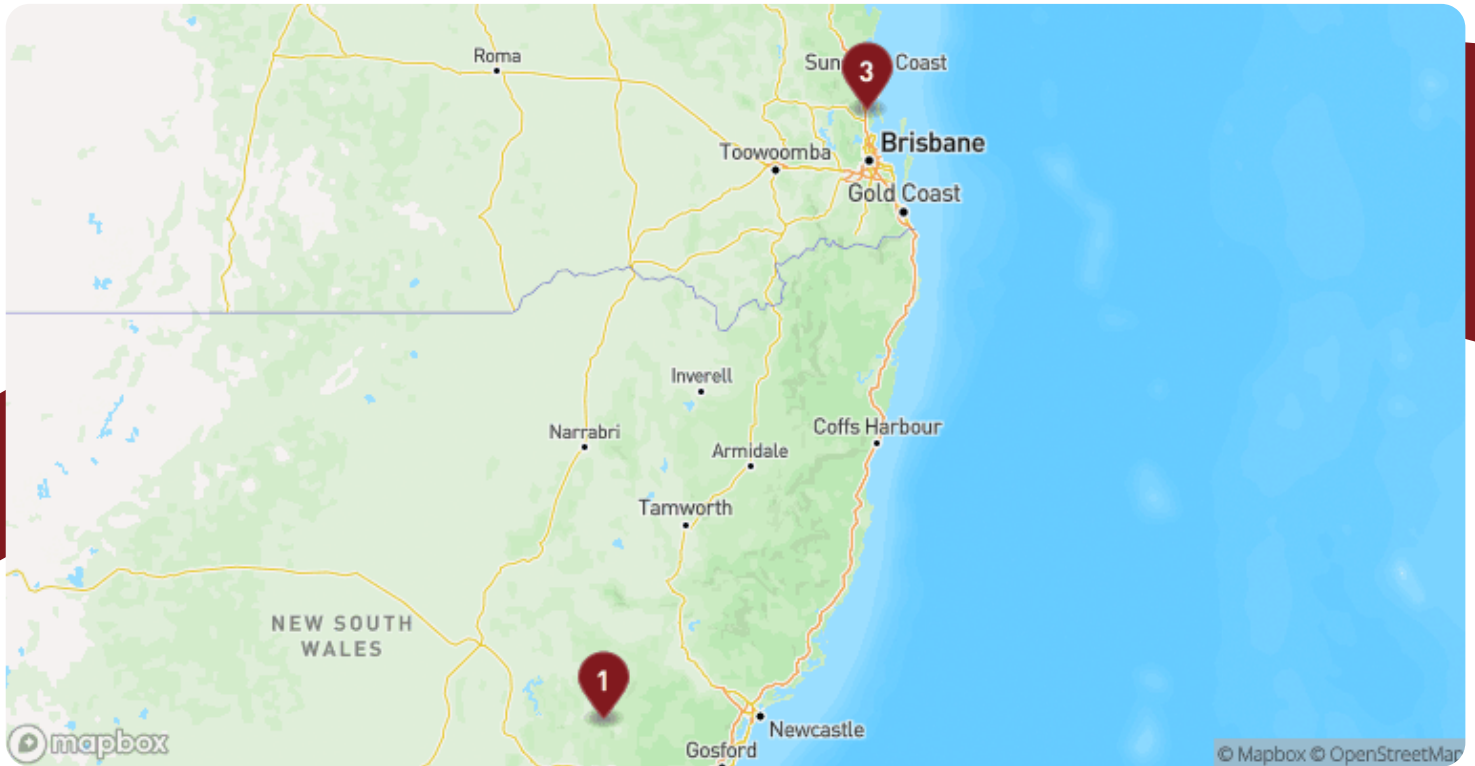 Roma
Sun
Coast
3
Brisbane
Toowoomba
Gold Coast
Inverell
Narrabri
Coffs Harbour
Armidale
Tamworth
NEW SOUTH
WALES
1
Newcastle
Gosford
mapbox
© Mapbox © OpenStreetMap